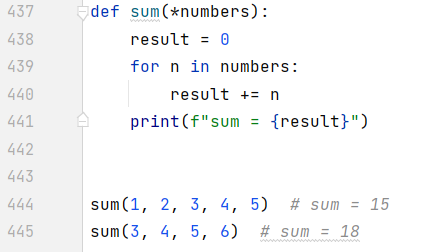 437 def sum(*numbers):
438     result = 0
439     for n in numbers:
440         result += n
441     print(f"sum = {result}")
442
443
444 sum(1, 2, 3, 4, 5)  # sum = 15
445 sum(3, 4, 5, 6)  # sum = 18